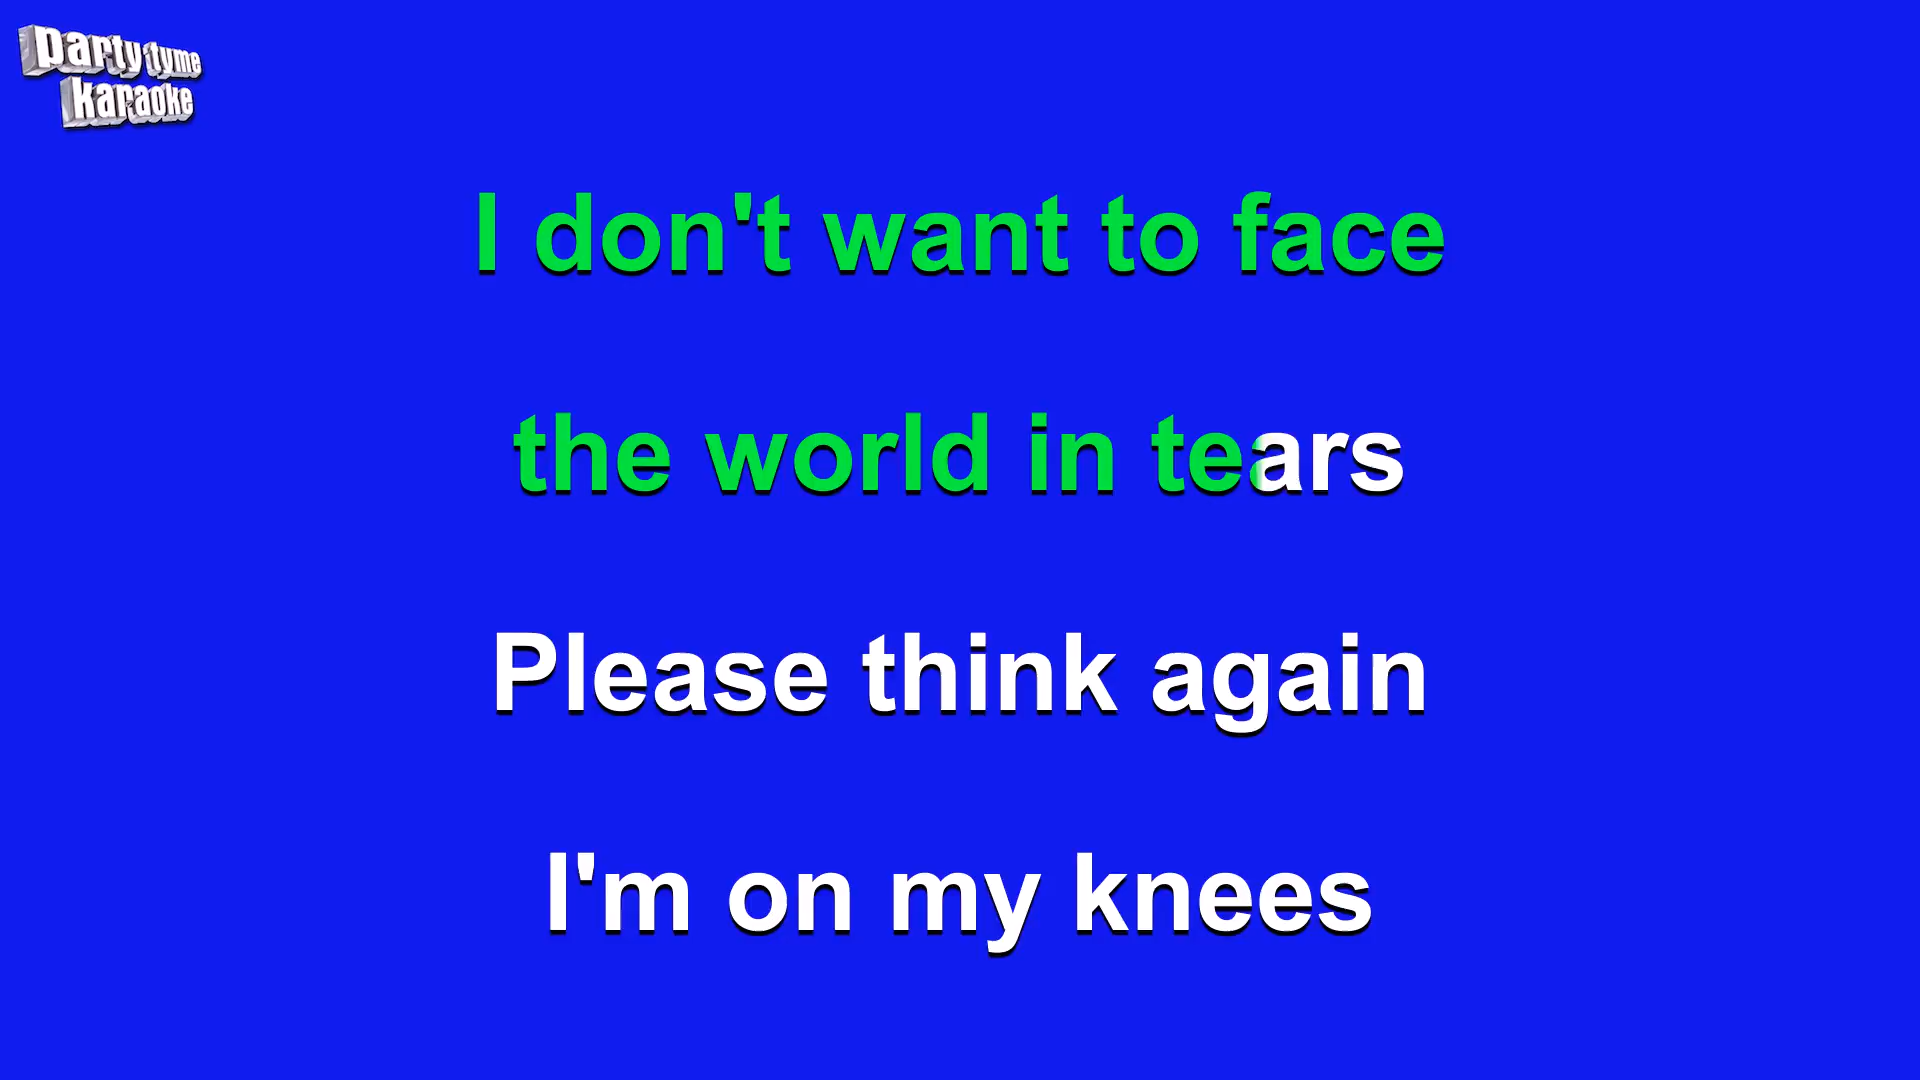 party tyme
karaoke
I don't want to face
the world in tears
Please think again
I'm on my knees